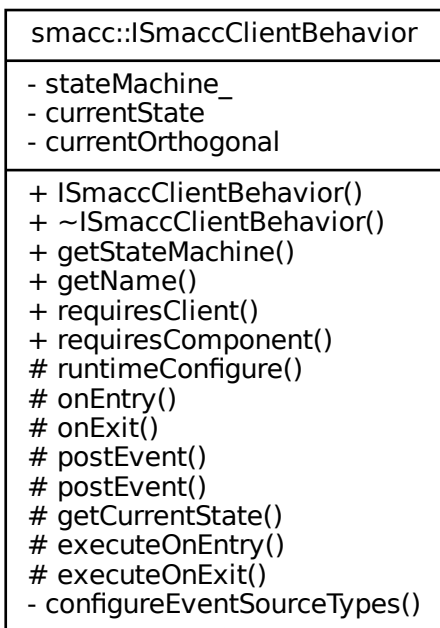 smacc::ISmaccClientBehavior
- stateMachine_
- currentState
- currentOrthogonal
+ ISmaccClientBehavior()
+ ~ISmaccClientBehavior()
+ getStateMachine()
+ getName()
+ requiresClient()
+ requiresComponent()
# runtimeConfigure()
# onEntry()
# onExit()
# postEvent()
# postEvent()
# getCurrentState()
# executeOnEntry()
# executeOnExit()
- configureEventSourceTypes()